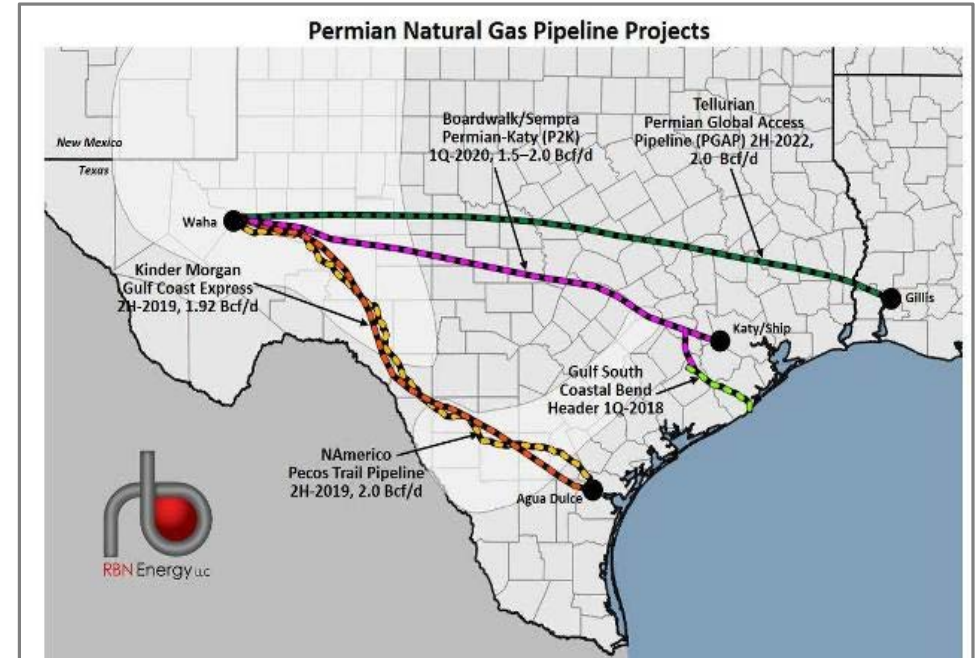 Permian Natural Gas Pipeline Projects
Boardwalk/Sempra
Permian-Katy (P2K)
1Q-2020, 1.5–2.0 Bcf/d
Tellurian
Permian Global Access
Pipeline (PGAP) 2H-2022,
2.0 Bcf/d
New Mexico
Texas
Waha
Kinder Morgan
Gulf Coast Express
2H-2019, 1.92 Bcf/d
Gillis
Katy/Ship
Gulf South
Coastal Bend
Header 1Q-2018
NAmerico
Pecos Trail Pipeline
2H-2019, 2.0 Bcf/d
Agua Dulce
RBN Energy LLC